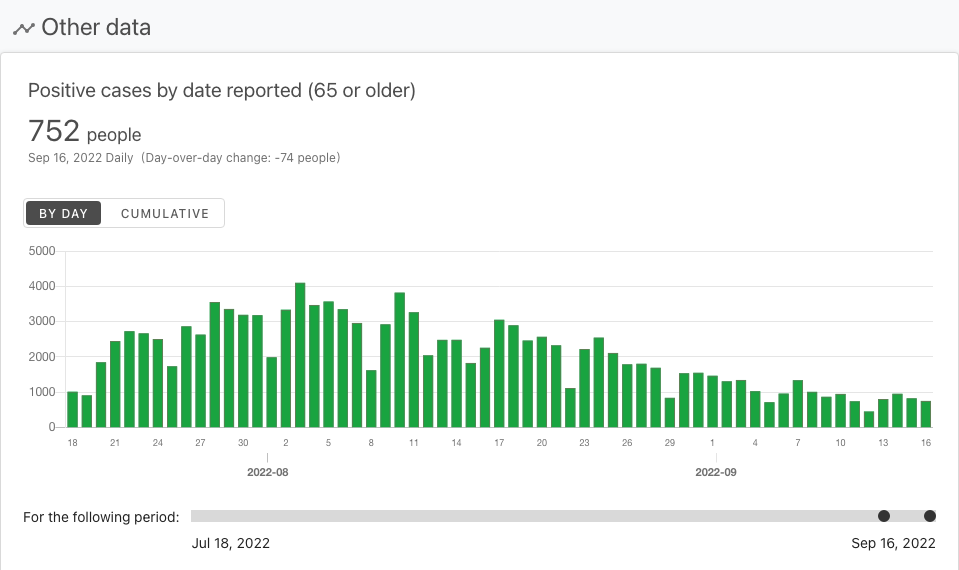 Other data
Positive cases by date reported (65 or older)
752 people
Sep 16, 2022 Daily (Day-over-day change: -74 people)
BY DAY CUMULATIVE
5000
4000
3000
2000
1000
0
18 21 24 27 30 2 5 8 11 14 17 20 23 26 29 1 4 7 10 13 16
2022-08 2022-09
For the following period:
Jul 18, 2022 Sep 16, 2022